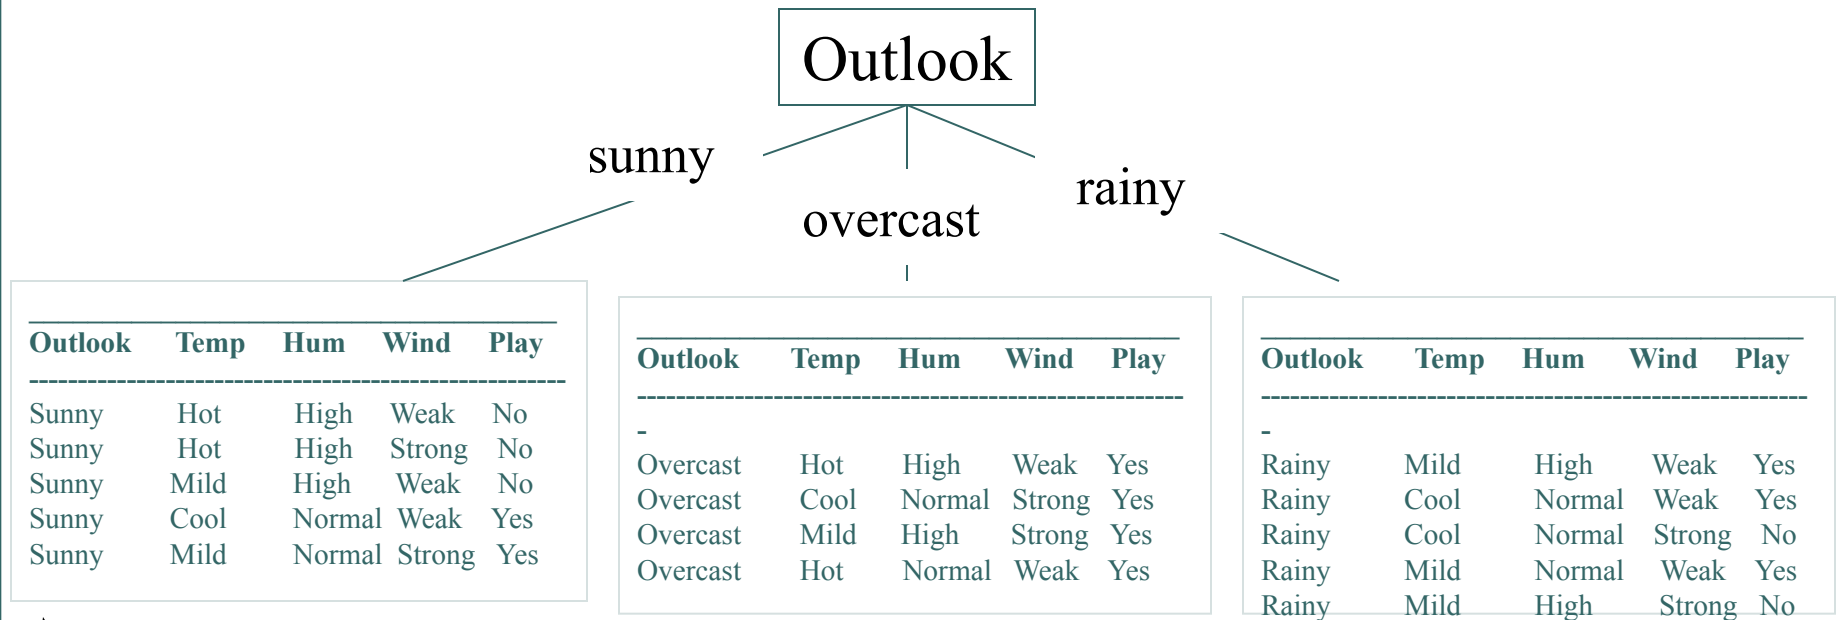 Outlook
sunny
overcast
rainy
Outlook Temp Hum Wind Play
--------------------------------------------------------
Sunny Hot High Weak No
Sunny Hot High Strong No
Sunny Mild High Weak No
Sunny Cool Normal Weak Yes
Sunny Mild Normal Strong Yes
Outlook Temp Hum Wind Play
---------------------------------------------------------
-
Overcast Hot High Weak Yes
Overcast Cool Normal Strong Yes
Overcast Mild High Strong Yes
Overcast Hot Normal Weak Yes
Outlook Temp Hum Wind Play
---------------------------------------------------------
-
Rainy Mild High Weak Yes
Rainy Cool Normal Weak Yes
Rainy Cool Normal Strong No
Rainy Mild Normal Weak Yes
Rainy Mild High Strong No